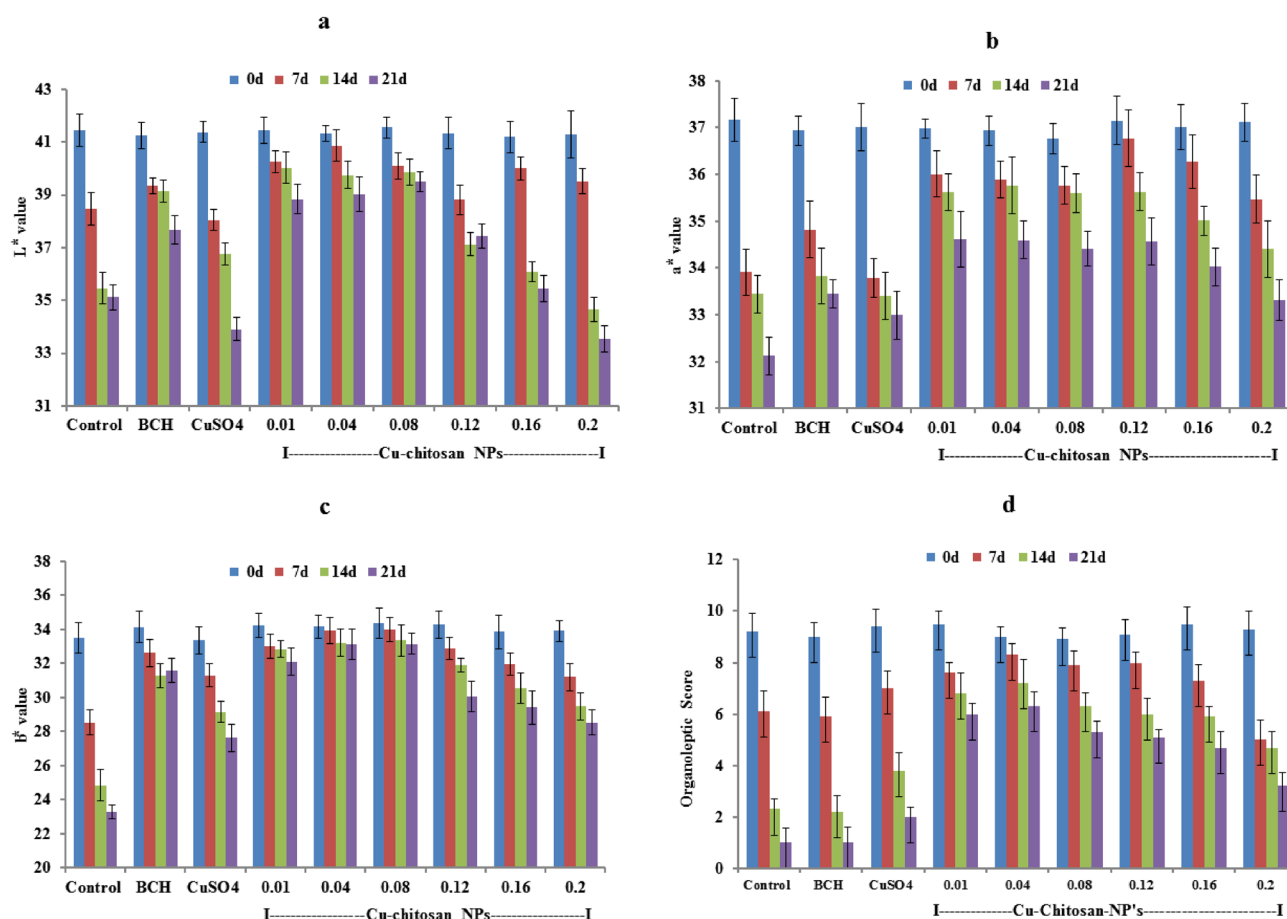 a
0d 7d 14d 21d
L* value
43
41
39
37
35
33
31
Control BCH CuSO4 0.01 0.04 0.08 0.12 0.16 0.2
I----------------Cu-chitosan NPs-----------------I
b
0d 7d 14d 21d
a* value
38
37
36
35
34
33
32
31
Control BCH CuSO4 0.01 0.04 0.08 0.12 0.16 0.2
I--------------Cu-chitosan NPs---------------------I
c
0d 7d 14d 21d
b* value
38
36
34
32
30
28
26
24
22
20
Control BCH CuSO4 0.01 0.04 0.08 0.12 0.16 0.2
I-----------------Cu-chitosan NPs-----------------I
d
0d 7d 14d 21d
Organoleptic Score
12
10
8
6
4
2
0
Control BCH CuSO4 0.01 0.04 0.08 0.12 0.16 0.2
I---------------Cu-Chitosan-NP's-----------------------I